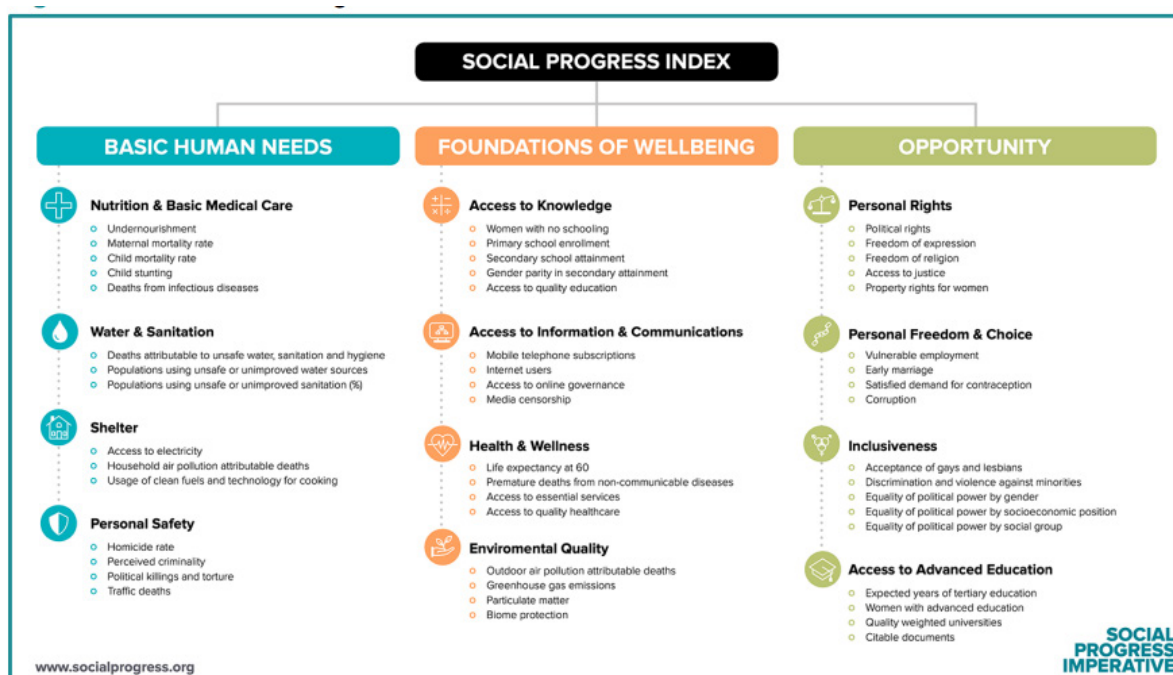 SOCIAL PROGRESS INDEX
BASIC HUMAN NEEDS
Nutrition & Basic Medical Care
Undernourishment
Maternal mortality rate
Child mortality rate
Child stunting
Deaths from infectious diseases
Water & Sanitation
Deaths attributable to unsafe water, sanitation and hygiene
Populations using unsafe or unimproved water sources
Populations using unsafe or unimproved sanitation (%)
Shelter
Access to electricity
Household air pollution attributable deaths
Usage of clean fuels and technology for cooking
Personal Safety
Homicide rate
Perceived criminality
Political killings and torture
Traffic deaths
FOUNDATIONS OF WELLBEING
Access to Knowledge
Women with no schooling
Primary school enrollment
Secondary school attainment
Gender parity in secondary attainment
Access to quality education
Access to Information & Communications
Mobile telephone subscriptions
Internet users
Access to online governance
Media censorship
Health & Wellness
Life expectancy at 60
Premature deaths from non-communicable diseases
Access to essential services
Access to quality healthcare
Enviromental Quality
Outdoor air pollution attributable deaths
Greenhouse gas emissions
Particulate matter
Biome protection
OPPORTUNITY
Personal Rights
Political rights
Freedom of expression
Freedom of religion
Access to justice
Property rights for women
Personal Freedom & Choice
Vulnerable employment
Early marriage
Satisfied demand for contraception
Corruption
Inclusiveness
Acceptance of gays and lesbians
Discrimination and violence against minorities
Equality of political power by gender
Equality of political power by socioeconomic position
Equality of political power by social group
Access to Advanced Education
Expected years of tertiary education
Women with advanced education
Quality weighted universities
Citable documents
www.socialprogress.org
SOCIAL
PROGRESS
IMPERATIVE